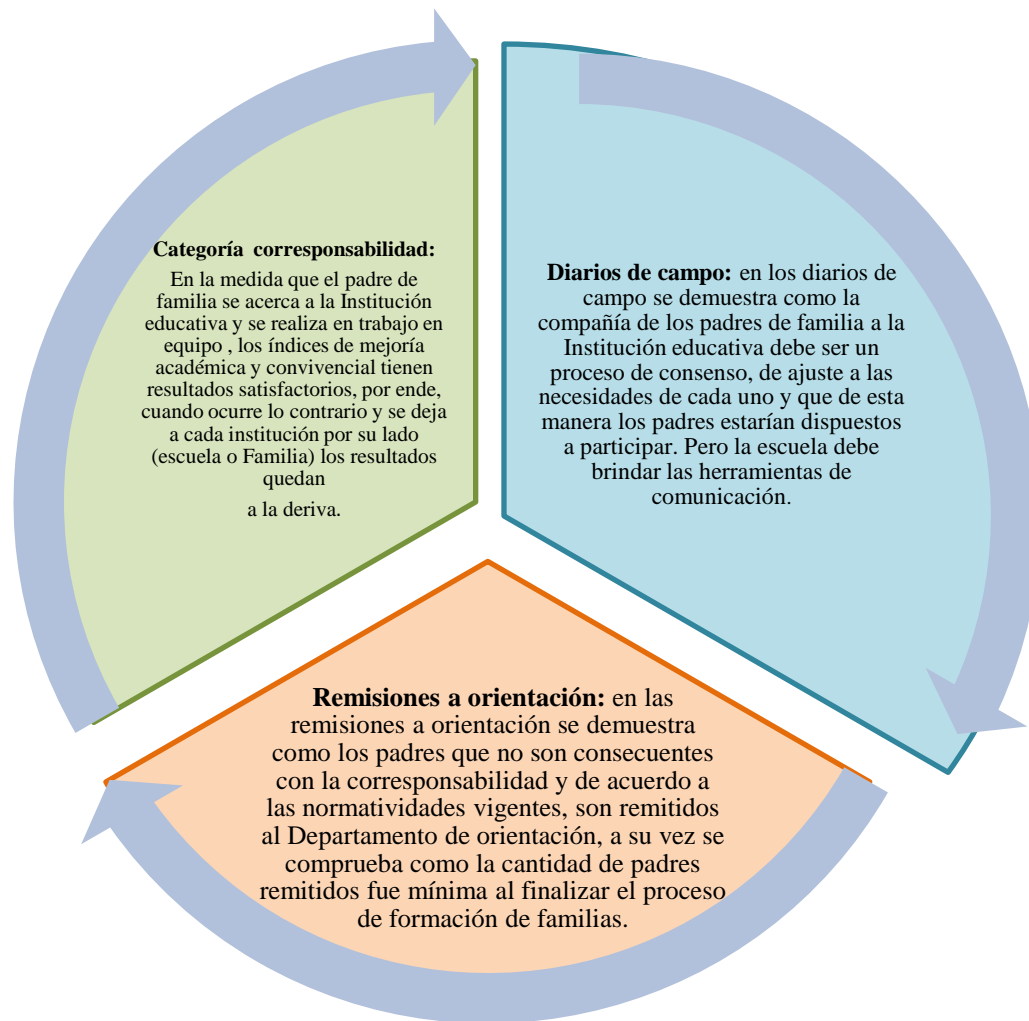 Categoría corresponsabilidad:
En la medida que el padre de
familia se acerca a la Institución
educativa y se realiza en trabajo en
equipo , los índices de mejoría
académica y convivencial tienen
resultados satisfactorios, por ende,
cuando ocurre lo contrario y se deja
a cada institución por su lado
(escuela o Familia) los resultados
quedan
a la deriva.
Diarios de campo: en los diarios de
campo se demuestra como la
compañía de los padres de familia a la
Institución educativa debe ser un
proceso de consenso, de ajuste a las
necesidades de cada uno y que de esta
manera los padres estarían dispuestos
a participar. Pero la escuela debe
brindar las herramientas de
comunicación.
Remisiones a orientación: en las
remisiones a orientación se demuestra
como los padres que no son consecuentes
con la corresponsabilidad y de acuerdo a
las normatividades vigentes, son remitidos
al Departamento de orientación, a su vez se
comprueba como la cantidad de padres
remitidos fue mínima al finalizar el proceso
de formación de familias.